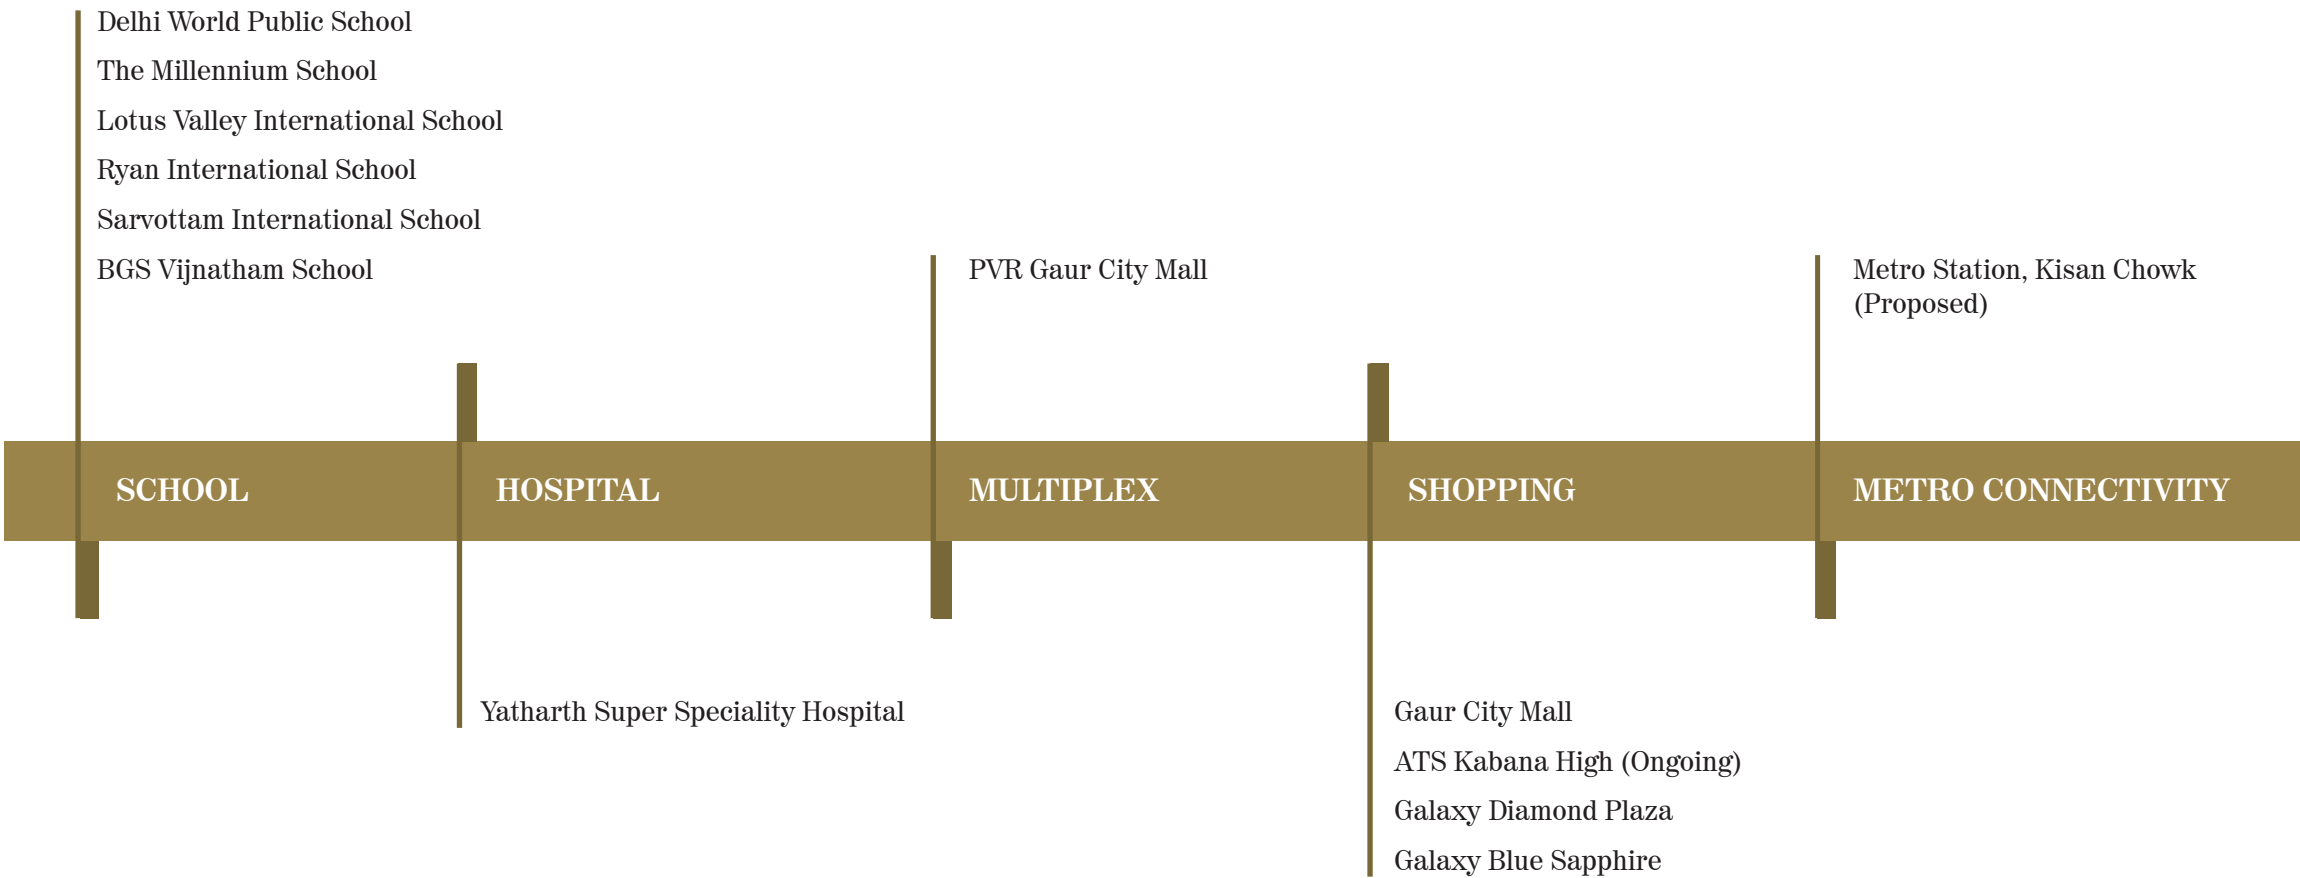 Delhi World Public School
The Millennium School
Lotus Valley International School
Ryan International School
Sarvottam International School
BGS Vijnatham School
PVR Gaur City Mall
Metro Station, Kisan Chowk
(Proposed)
SCHOOL
HOSPITAL
MULTIPLEX
SHOPPING
METRO CONNECTIVITY
Yatharth Super Speciality Hospital
Gaur City Mall
ATS Kabana High (Ongoing)
Galaxy Diamond Plaza
Galaxy Blue Sapphire